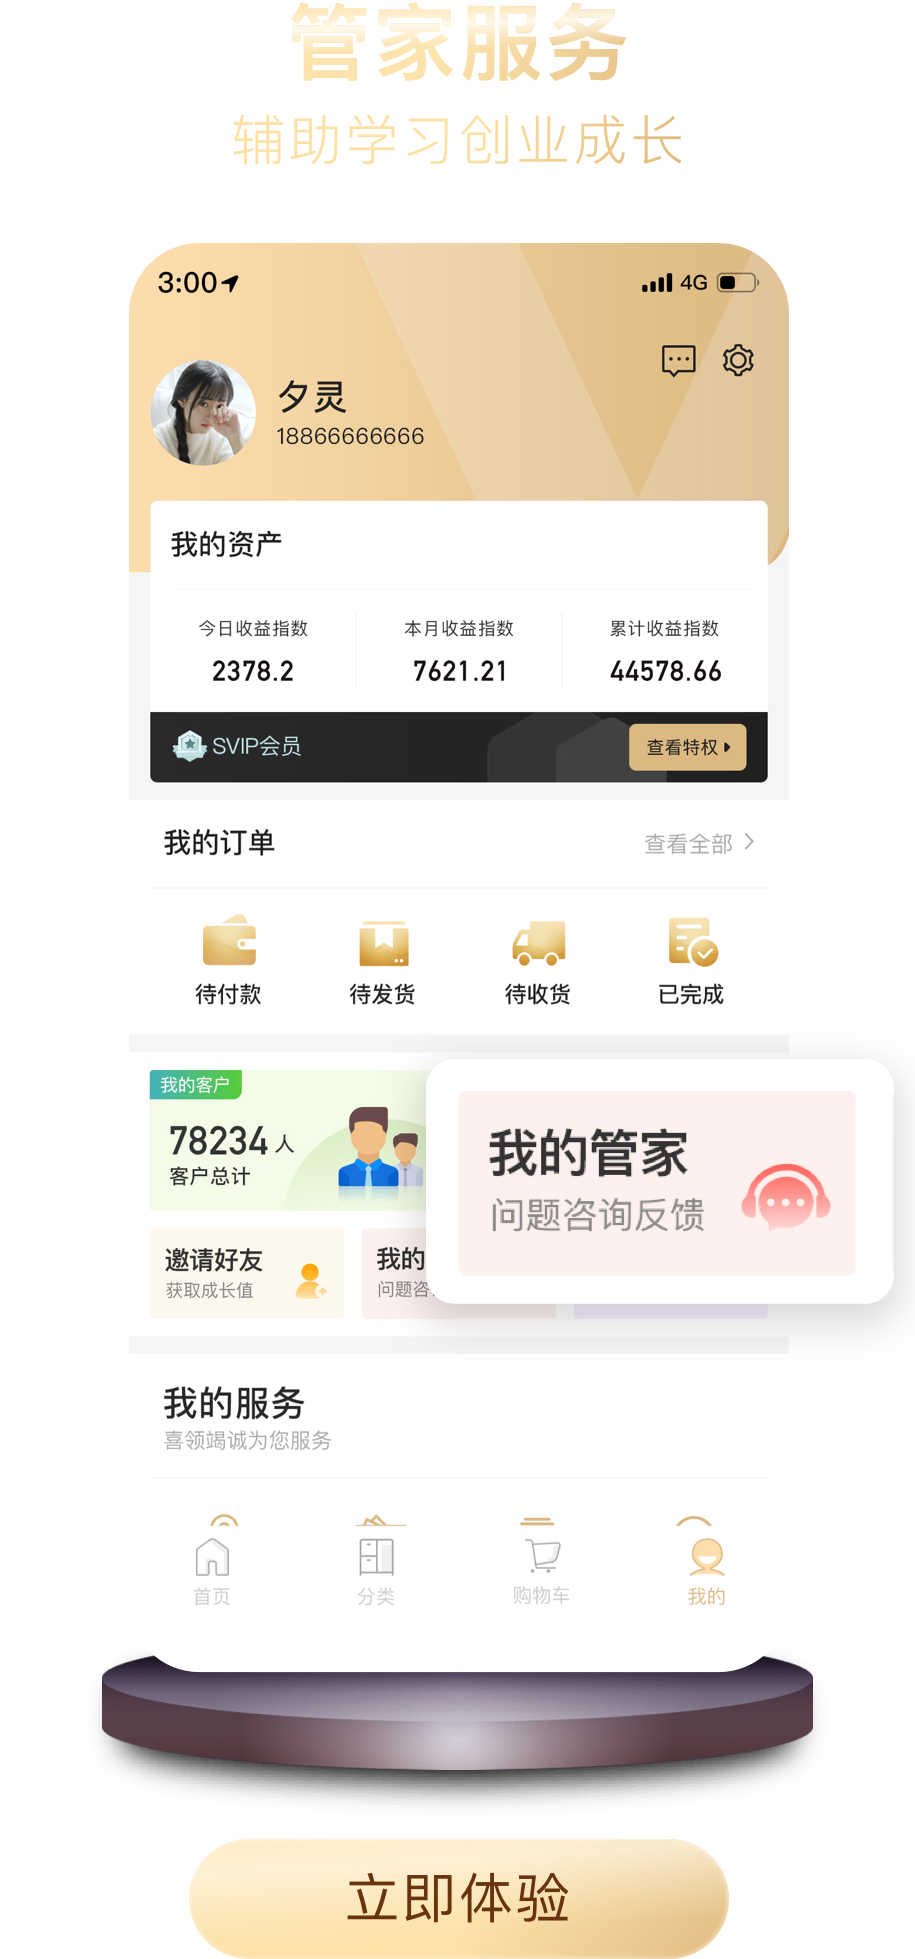 管家服务
辅助学习创业成长
3:00
4G
夕灵
18866666666
我的资产
今日收益指数
本月收益指数
累计收益指数
2378.2
7621.21
44578.66
SVIP会员
查看特权
我的订单
查看全部
待付款
待发货
待收货
已完成
我的客户
78234人
客户总计
我的管家
问题咨询反馈
邀请好友
获取成长值
我的
问题咨
我的服务
喜领竭诚为您服务
首页
分类
购物车
我的
立即体验